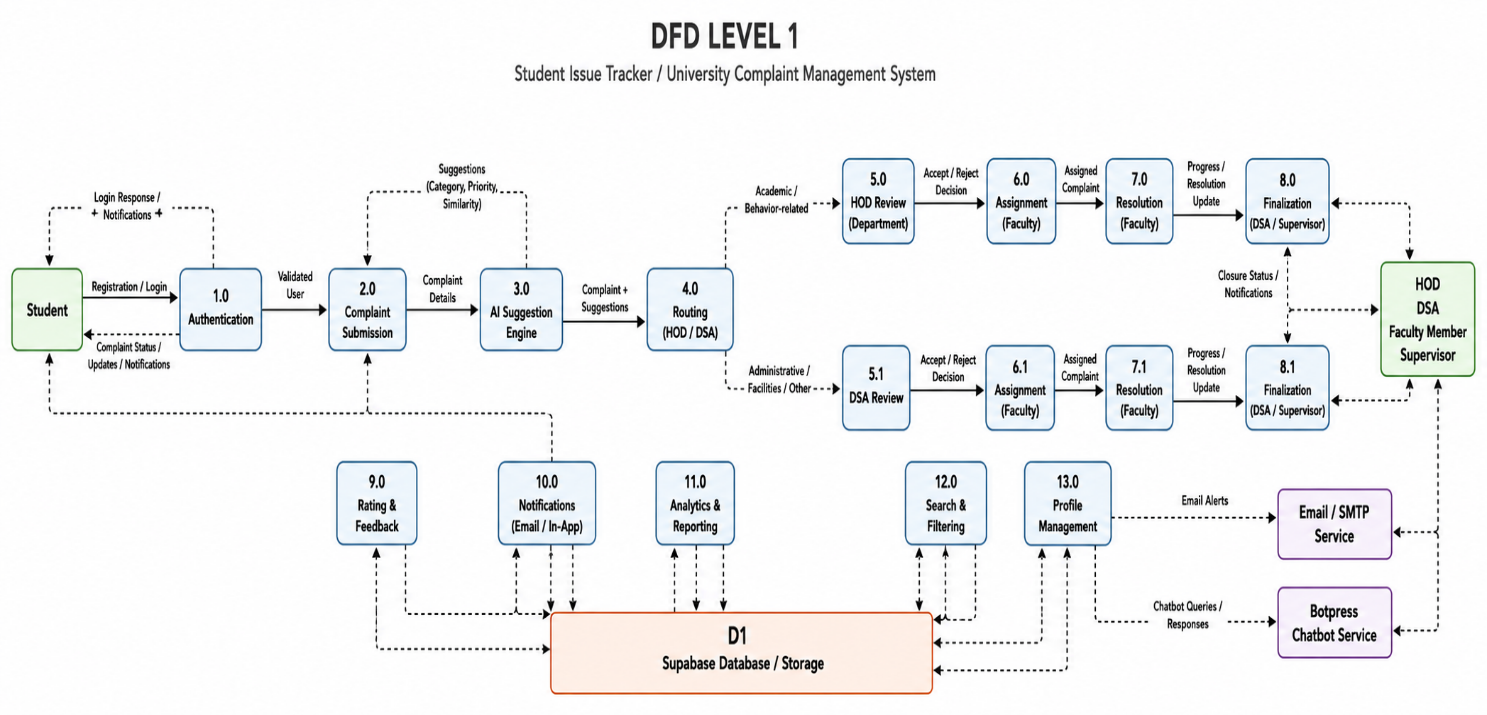 DFD LEVEL 1
Student Issue Tracker / University Complaint Management System
Login Response /
Notifications
Student
Registration / Login
Complaint Status /
Updates / Notifications
1.0
Authentication
Validated
User
2.0
Complaint
Submission
Suggestions
(Category, Priority,
Similarity)
Complaint
Details
3.0
AI Suggestion
Engine
Complaint +
Suggestions
4.0
Routing
(HOD / DSA)
Academic /
Behavior-related
5.0
HOD Review
(Department)
Accept / Reject
Decision
6.0
Assignment
(Faculty)
Assigned
Complaint
7.0
Resolution
(Faculty)
Progress /
Resolution
Update
8.0
Finalization
(DSA / Supervisor)
Closure Status /
Notifications
HOD
DSA
Faculty Member
Supervisor
Administrative /
Facilities / Other
5.1
DSA Review
Accept / Reject
Decision
6.1
Assignment
(Faculty)
Assigned
Complaint
7.1
Resolution
(Faculty)
Progress /
Resolution
Update
8.1
Finalization
(DSA / Supervisor)
9.0
Rating &
Feedback
10.0
Notifications
(Email / In-App)
11.0
Analytics &
Reporting
12.0
Search &
Filtering
13.0
Profile
Management
Email Alerts
Email / SMTP
Service
Chatbot Queries /
Responses
Botpress
Chatbot Service
D1
Supabase Database / Storage